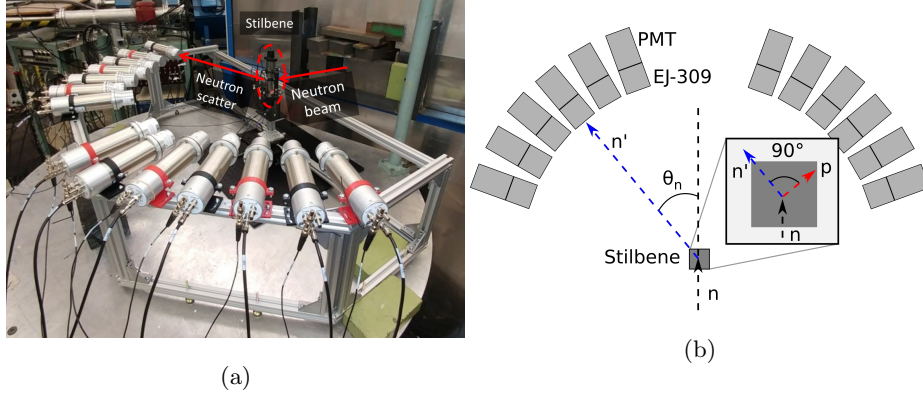 Stilbene
Neutron
scatter
Neutron
beam
(a)
PMT
EJ-309
n'
θn
Stilbene
n
90°
n'
p
n
(b)